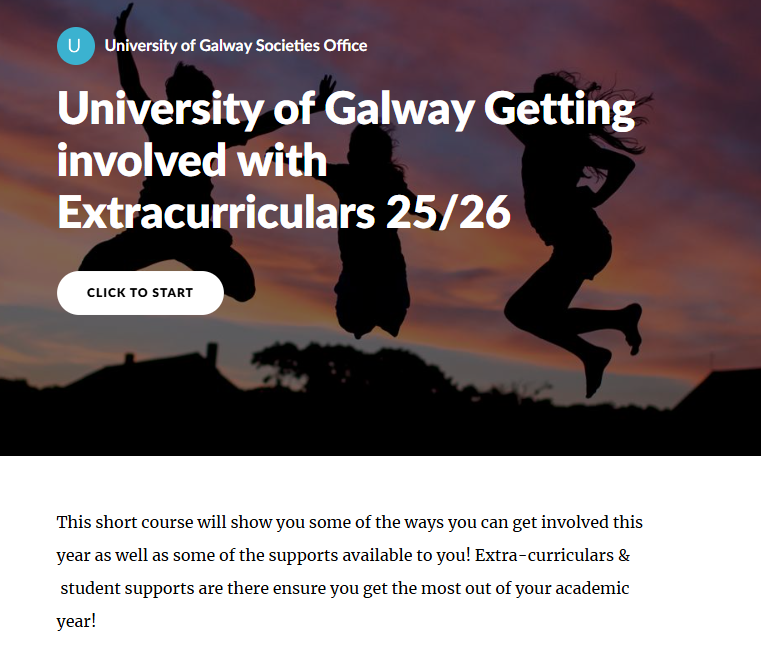 U
University of Galway Societies Office
University of Galway Getting
involved with
Extracurriculars 25/26
CLICK TO START
This short course will show you some of the ways you can get involved this
year as well as some of the supports available to you! Extra-curriculars &
student supports are there ensure you get the most out of your academic
year!